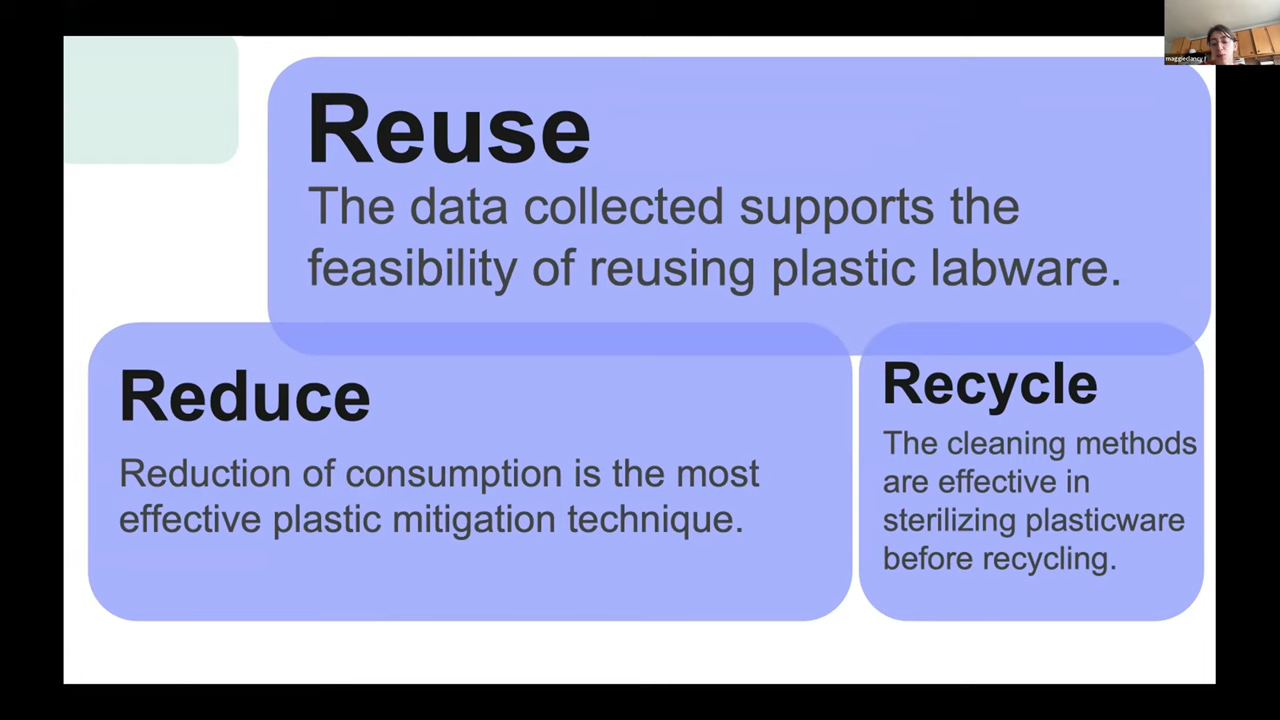 maggieclancy
Reuse
The data collected supports the
feasibility of reusing plastic labware.
Reduce
Reduction of consumption is the most
effective plastic mitigation technique.
Recycle
The cleaning methods
are effective in
sterilizing plasticware
before recycling.